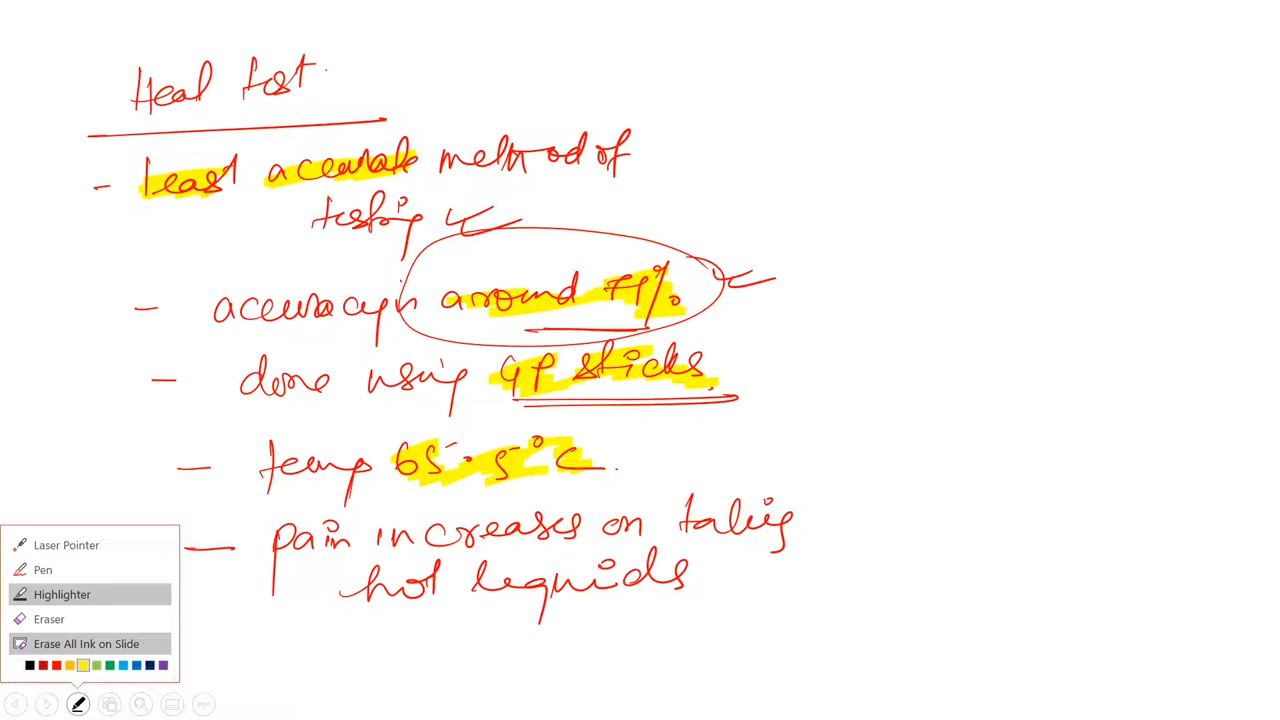 Heat test
- least accurate method of
testing
- accuracy in around 71%.
- done using GP sticks
- temp 65.5°C.
- pain increases on taking
hot liquids
Laser Pointer
Pen
Highlighter
Eraser
Erase All Ink on Slide